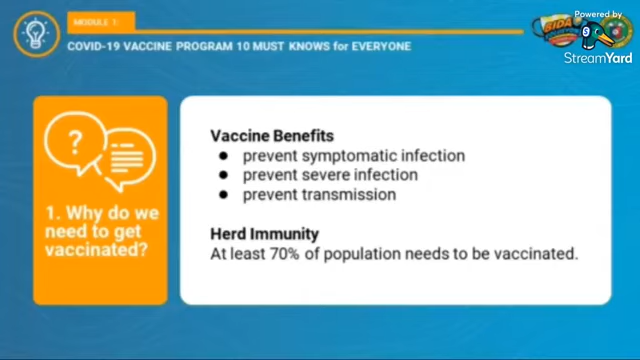 MODULE 1:
COVID-19 VACCINE PROGRAM 10 MUST KNOWS for EVERYONE
Powered by
StreamYard
BIDA
?
1. Why do we
need to get
vaccinated?
Vaccine Benefits
● prevent symptomatic infection
● prevent severe infection
● prevent transmission
Herd Immunity
At least 70% of population needs to be vaccinated.